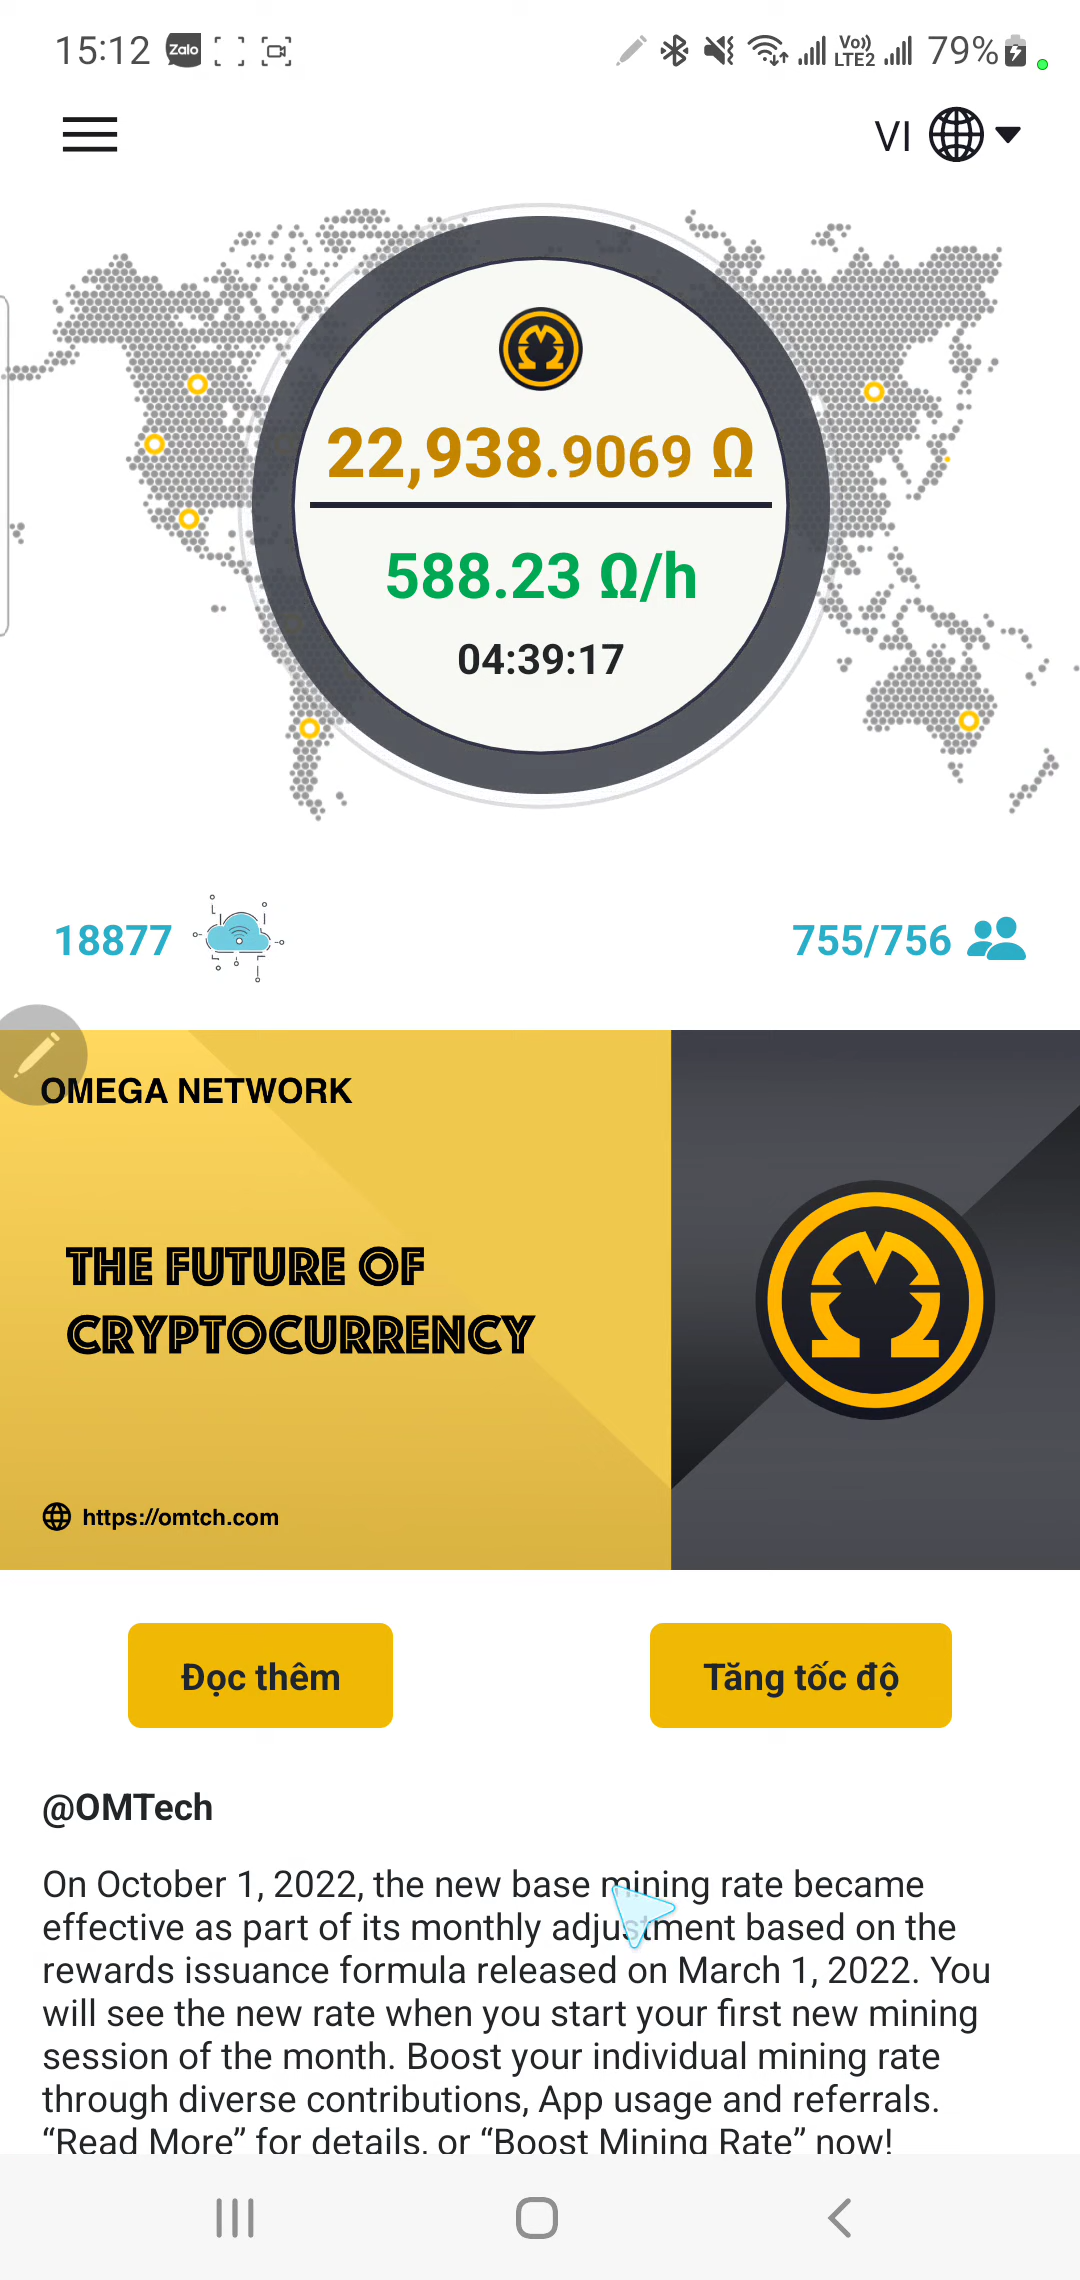 15:12 Zalo Vo)) LTE2 79%
VI
22,938.9069 Ω
588.23 Ω/h
04:39:17
18877 755/756
OMEGA NETWORK
THE FUTURE OF
CRYPTOCURRENCY
https://omtch.com
Đọc thêm Tăng tốc độ
@OMTech
On October 1, 2022, the new base mining rate became
effective as part of its monthly adjustment based on the
rewards issuance formula released on March 1, 2022. You
will see the new rate when you start your first new mining
session of the month. Boost your individual mining rate
through diverse contributions, App usage and referrals.
“Read More” for details, or “Boost Mining Rate” now!